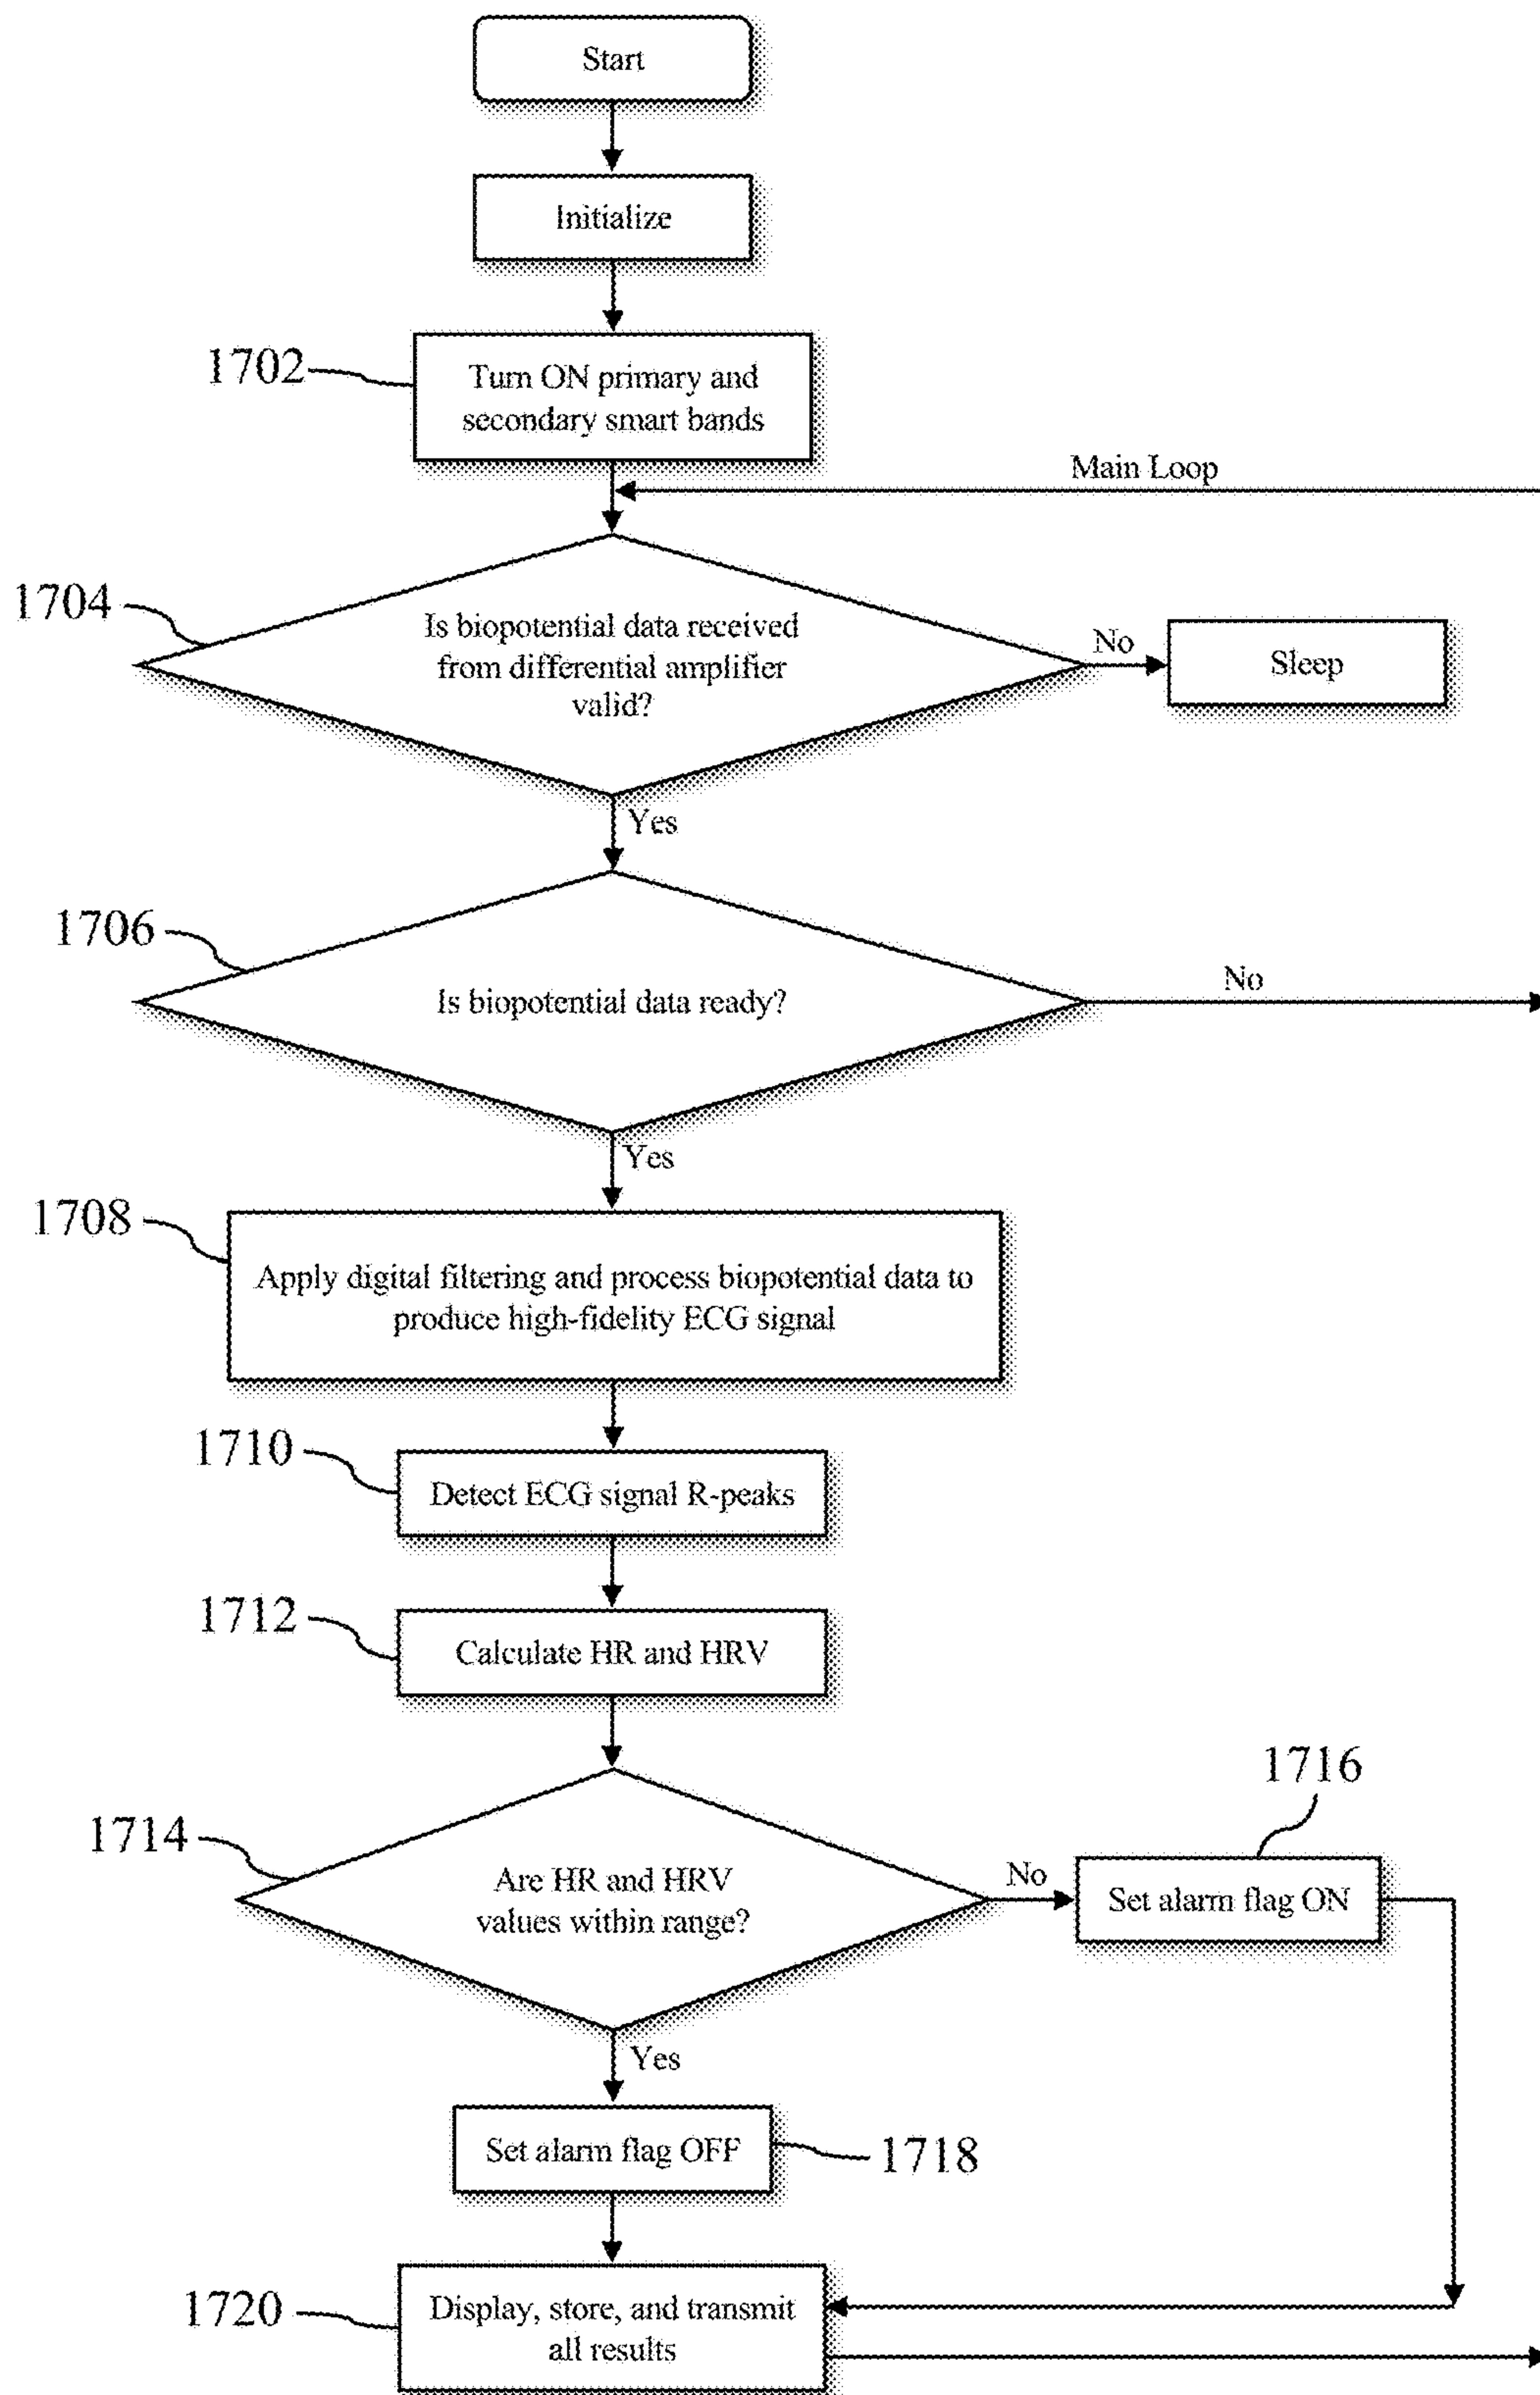 Start
Initialize
1702
Turn ON primary and
secondary smart bands
Main Loop
1704
Is biopotential data received
from differential amplifier
valid?
No
Sleep
Yes
1706
Is biopotential data ready?
No
Yes
1708
Apply digital filtering and process biopotential data to
produce high-fidelity ECG signal
1710
Detect ECG signal R-peaks
1712
Calculate HR and HRV
1714
Are HR and HRV
values within range?
No
1716
Set alarm flag ON
Yes
Set alarm flag OFF
1718
1720
Display, store, and transmit
all results